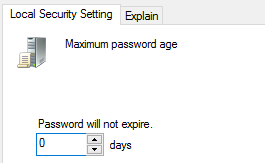 Local Security Setting Explain
Maximum password age
Password will not expire.
0 days